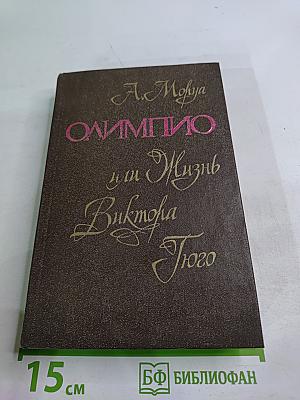 А. Моруа
ОЛИМПИО
или Жизнь
Виктора
Гюго
15 см
БФ БИБЛИОФАН